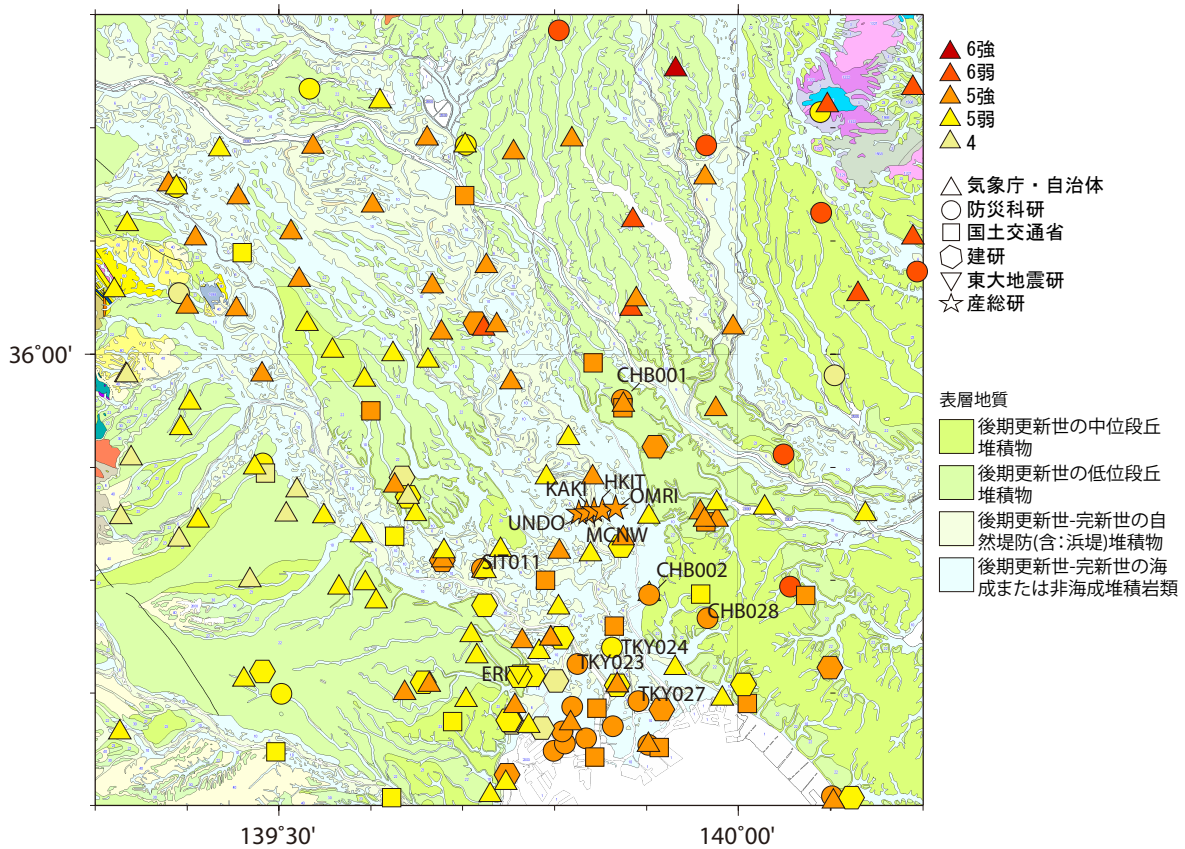 6強
6弱
5強
5弱
4
気象庁・自治体
防災科研
国土交通省
建研
東大地震研
産総研
36˚00'
CHB001
KAKI
HKIT
OMRI
UNDO
MCNW
SIT011
CHB002
CHB028
TKY024
TKY023
ERI
TKY027
表層地質
後期更新世の中位段丘
堆積物
後期更新世の低位段丘
堆積物
後期更新世-完新世の自
然堤防(含:浜堤)堆積物
後期更新世-完新世の海
成または非海成堆積岩類
139˚30'
140˚00'